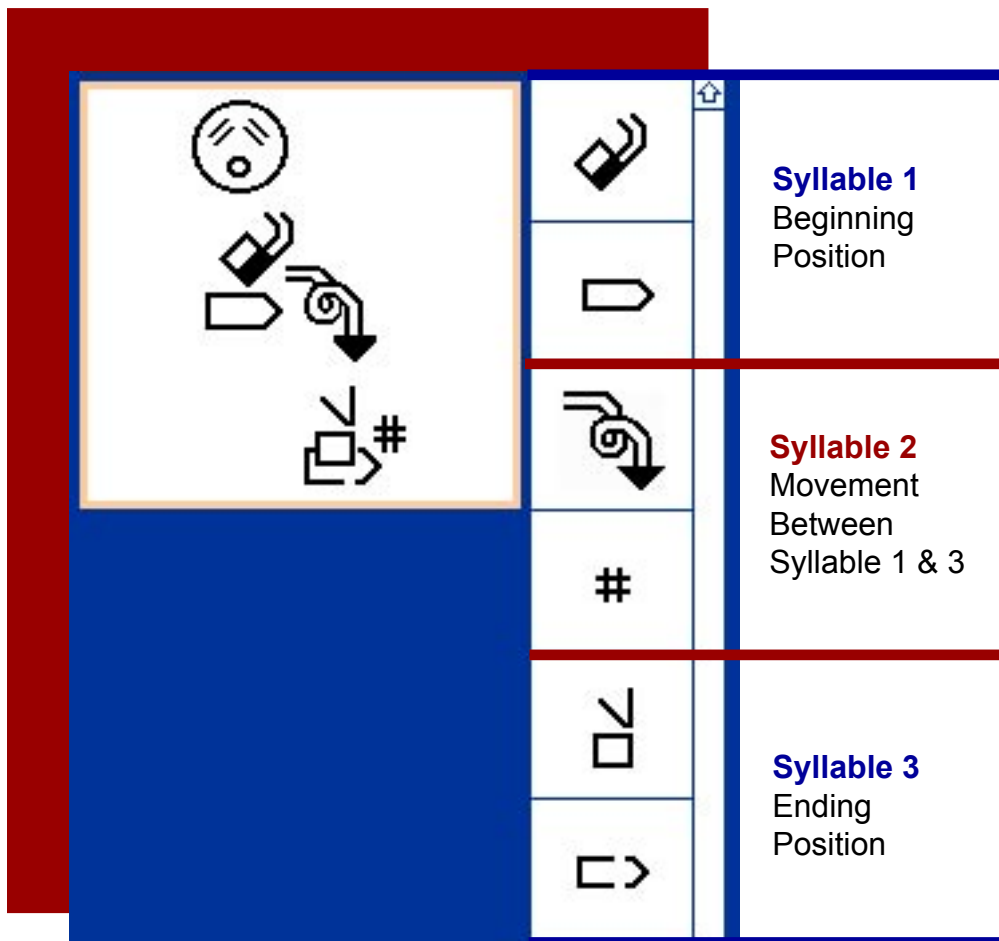 Syllable 1
Beginning
Position
Syllable 2
Movement
Between
Syllable 1 & 3
#
#
Syllable 3
Ending
Position